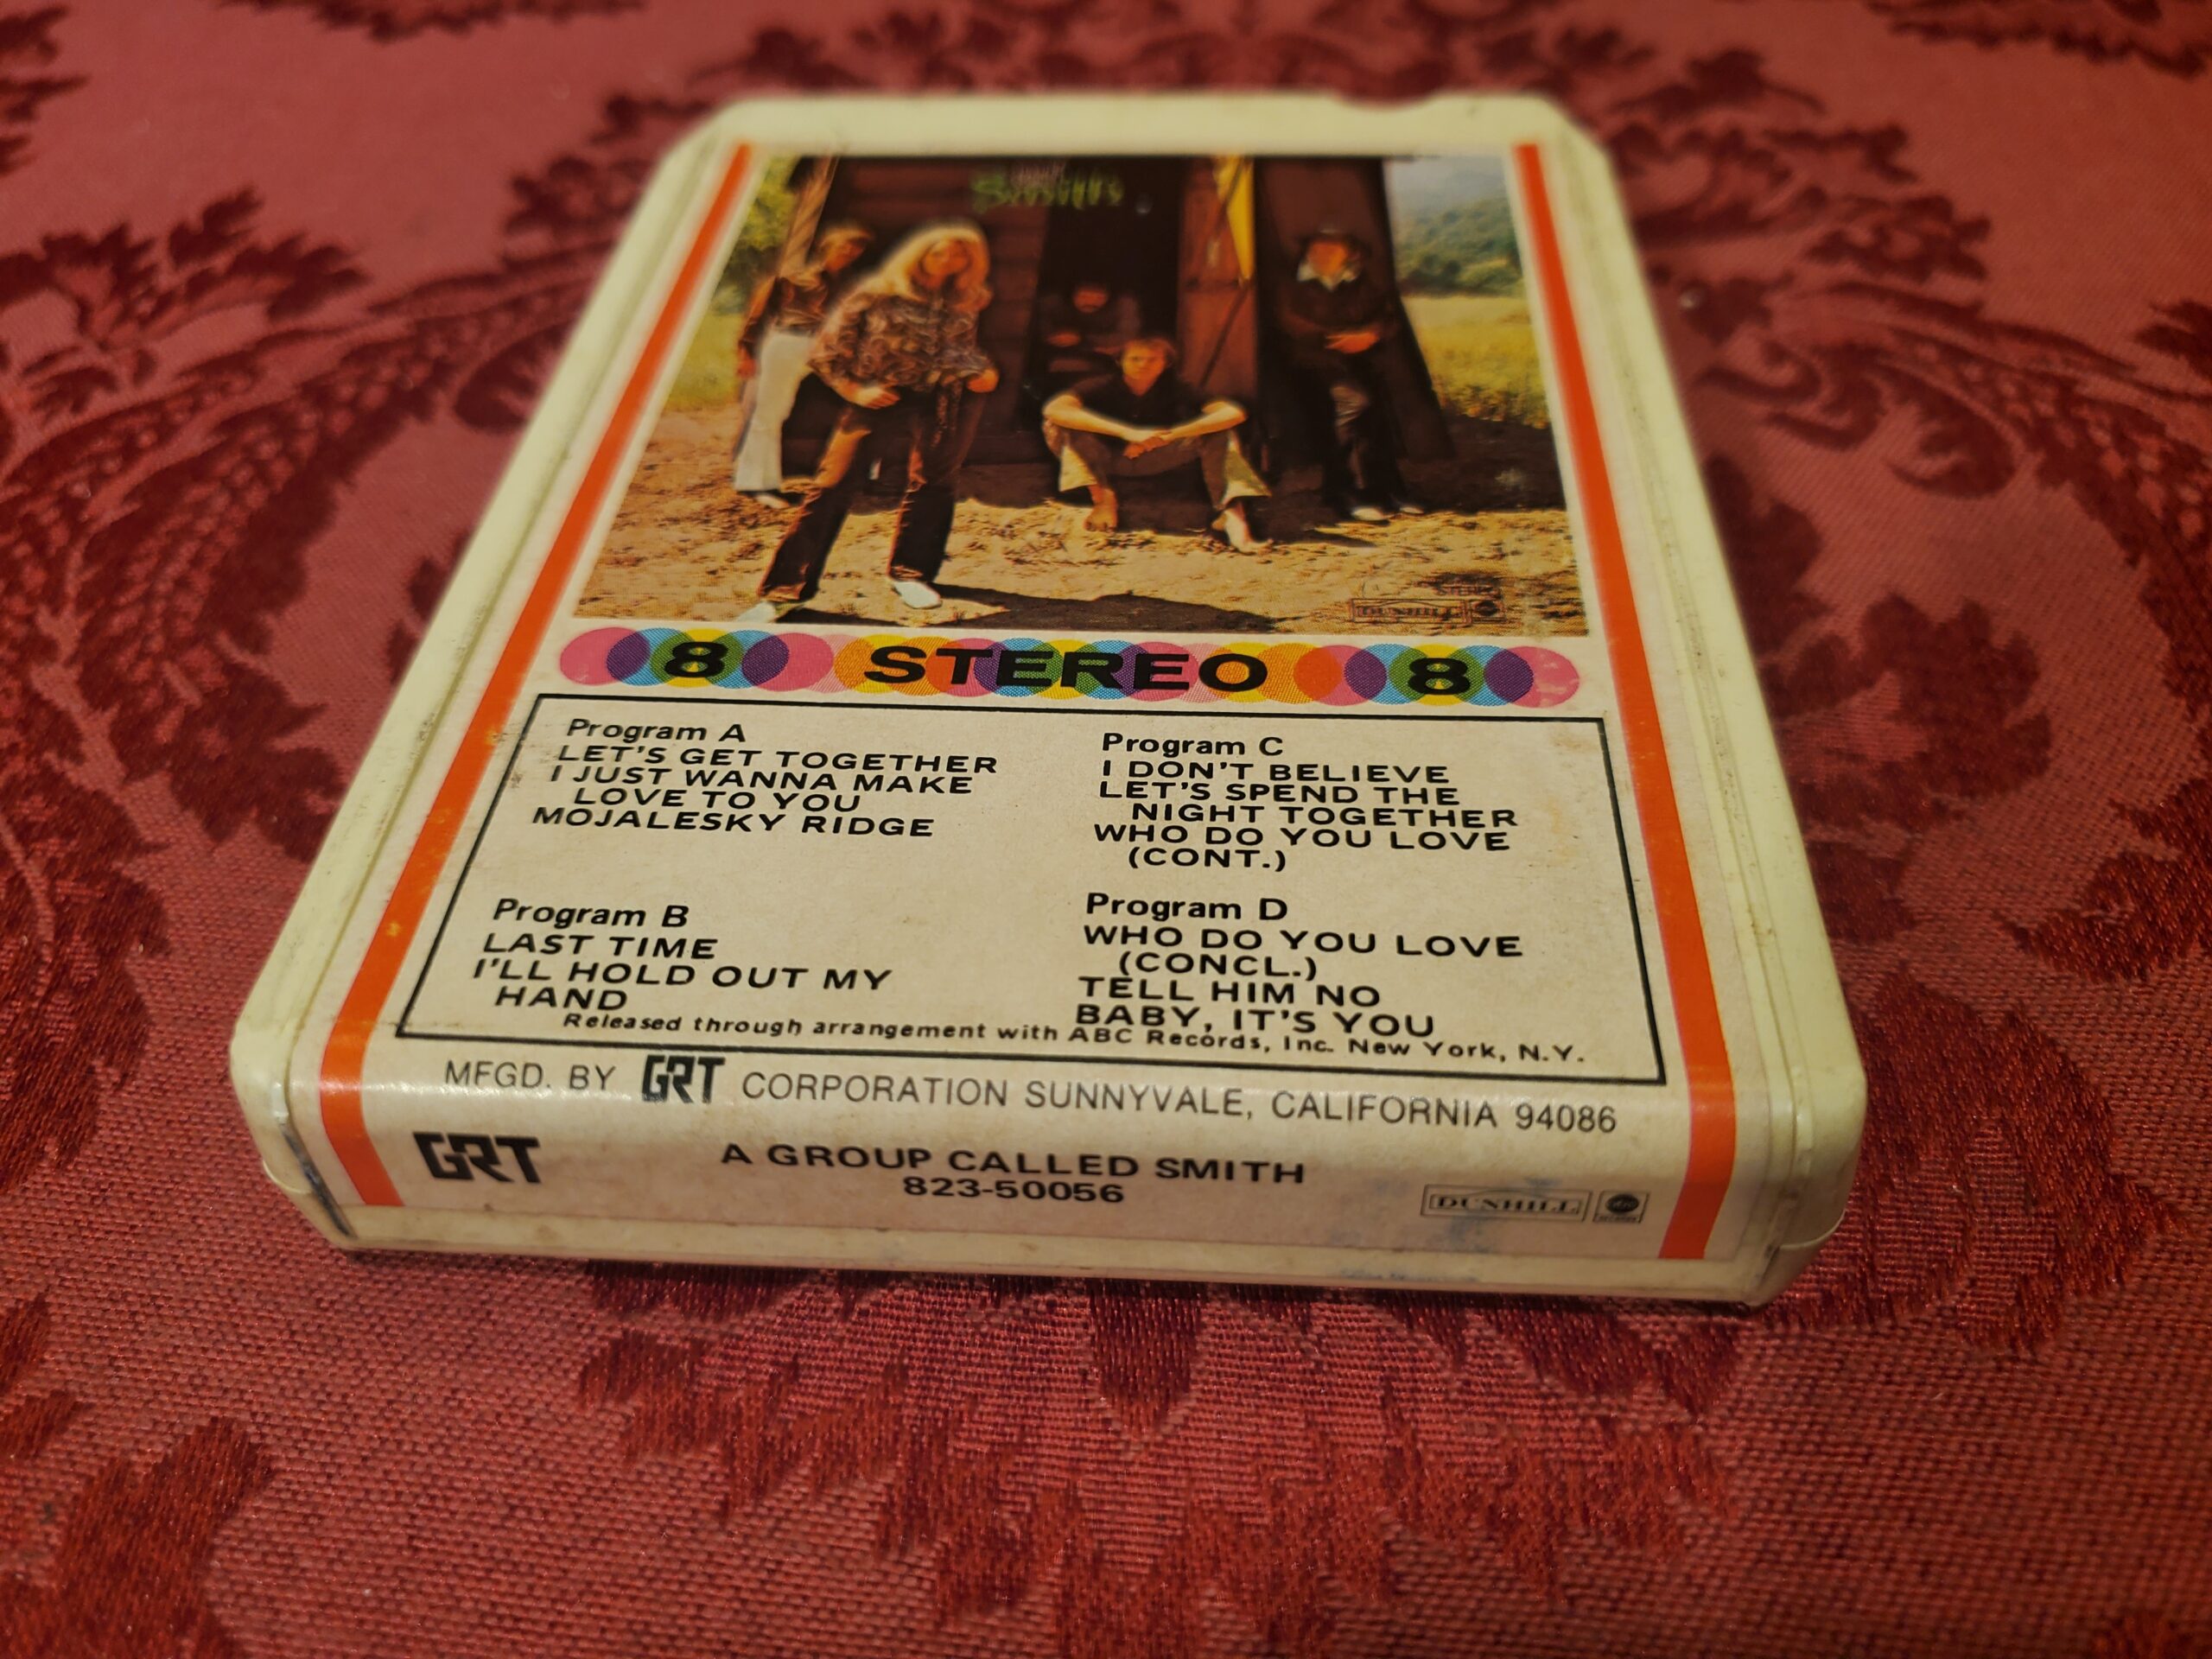 Smith
STEREO
DUNHILL
8 STEREO 8
Program A
LET'S GET TOGETHER
I JUST WANNA MAKE
LOVE TO YOU
MOJALESKY RIDGE
Program B
LAST TIME
I'LL HOLD OUT MY
HAND
Program C
I DON'T BELIEVE
LET'S SPEND THE
NIGHT TOGETHER
WHO DO YOU LOVE
(CONT.)
Program D
WHO DO YOU LOVE
(CONCL.)
TELL HIM NO
BABY, IT'S YOU
Released through arrangement with ABC Records, Inc. New York, N.Y.
MFGD. BY GRT CORPORATION SUNNYVALE, CALIFORNIA 94086
GRT
A GROUP CALLED SMITH
823-50056
DUNHILL